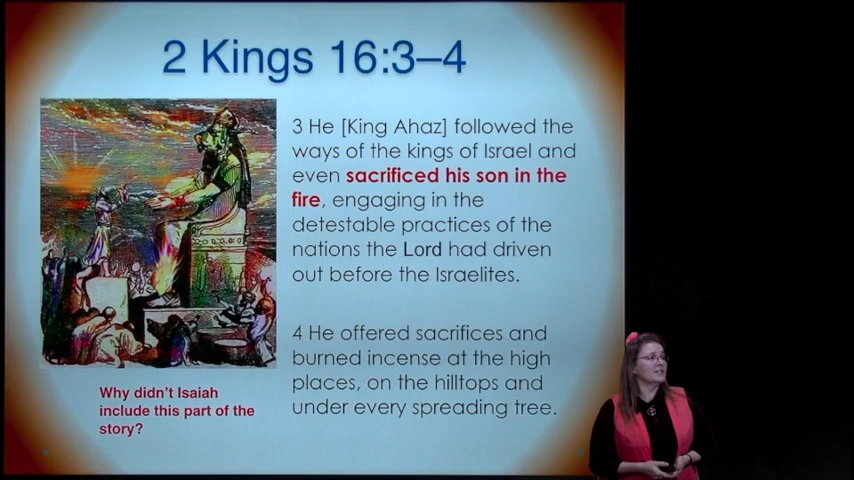 2 Kings 16:3–4
3 He [King Ahaz] followed the
ways of the kings of Israel and
even sacrificed his son in the
fire, engaging in the
detestable practices of the
nations the Lord had driven
out before the Israelites.
4 He offered sacrifices and
burned incense at the high
places, on the hilltops and
under every spreading tree.
Why didn’t Isaiah
include this part of the
story?